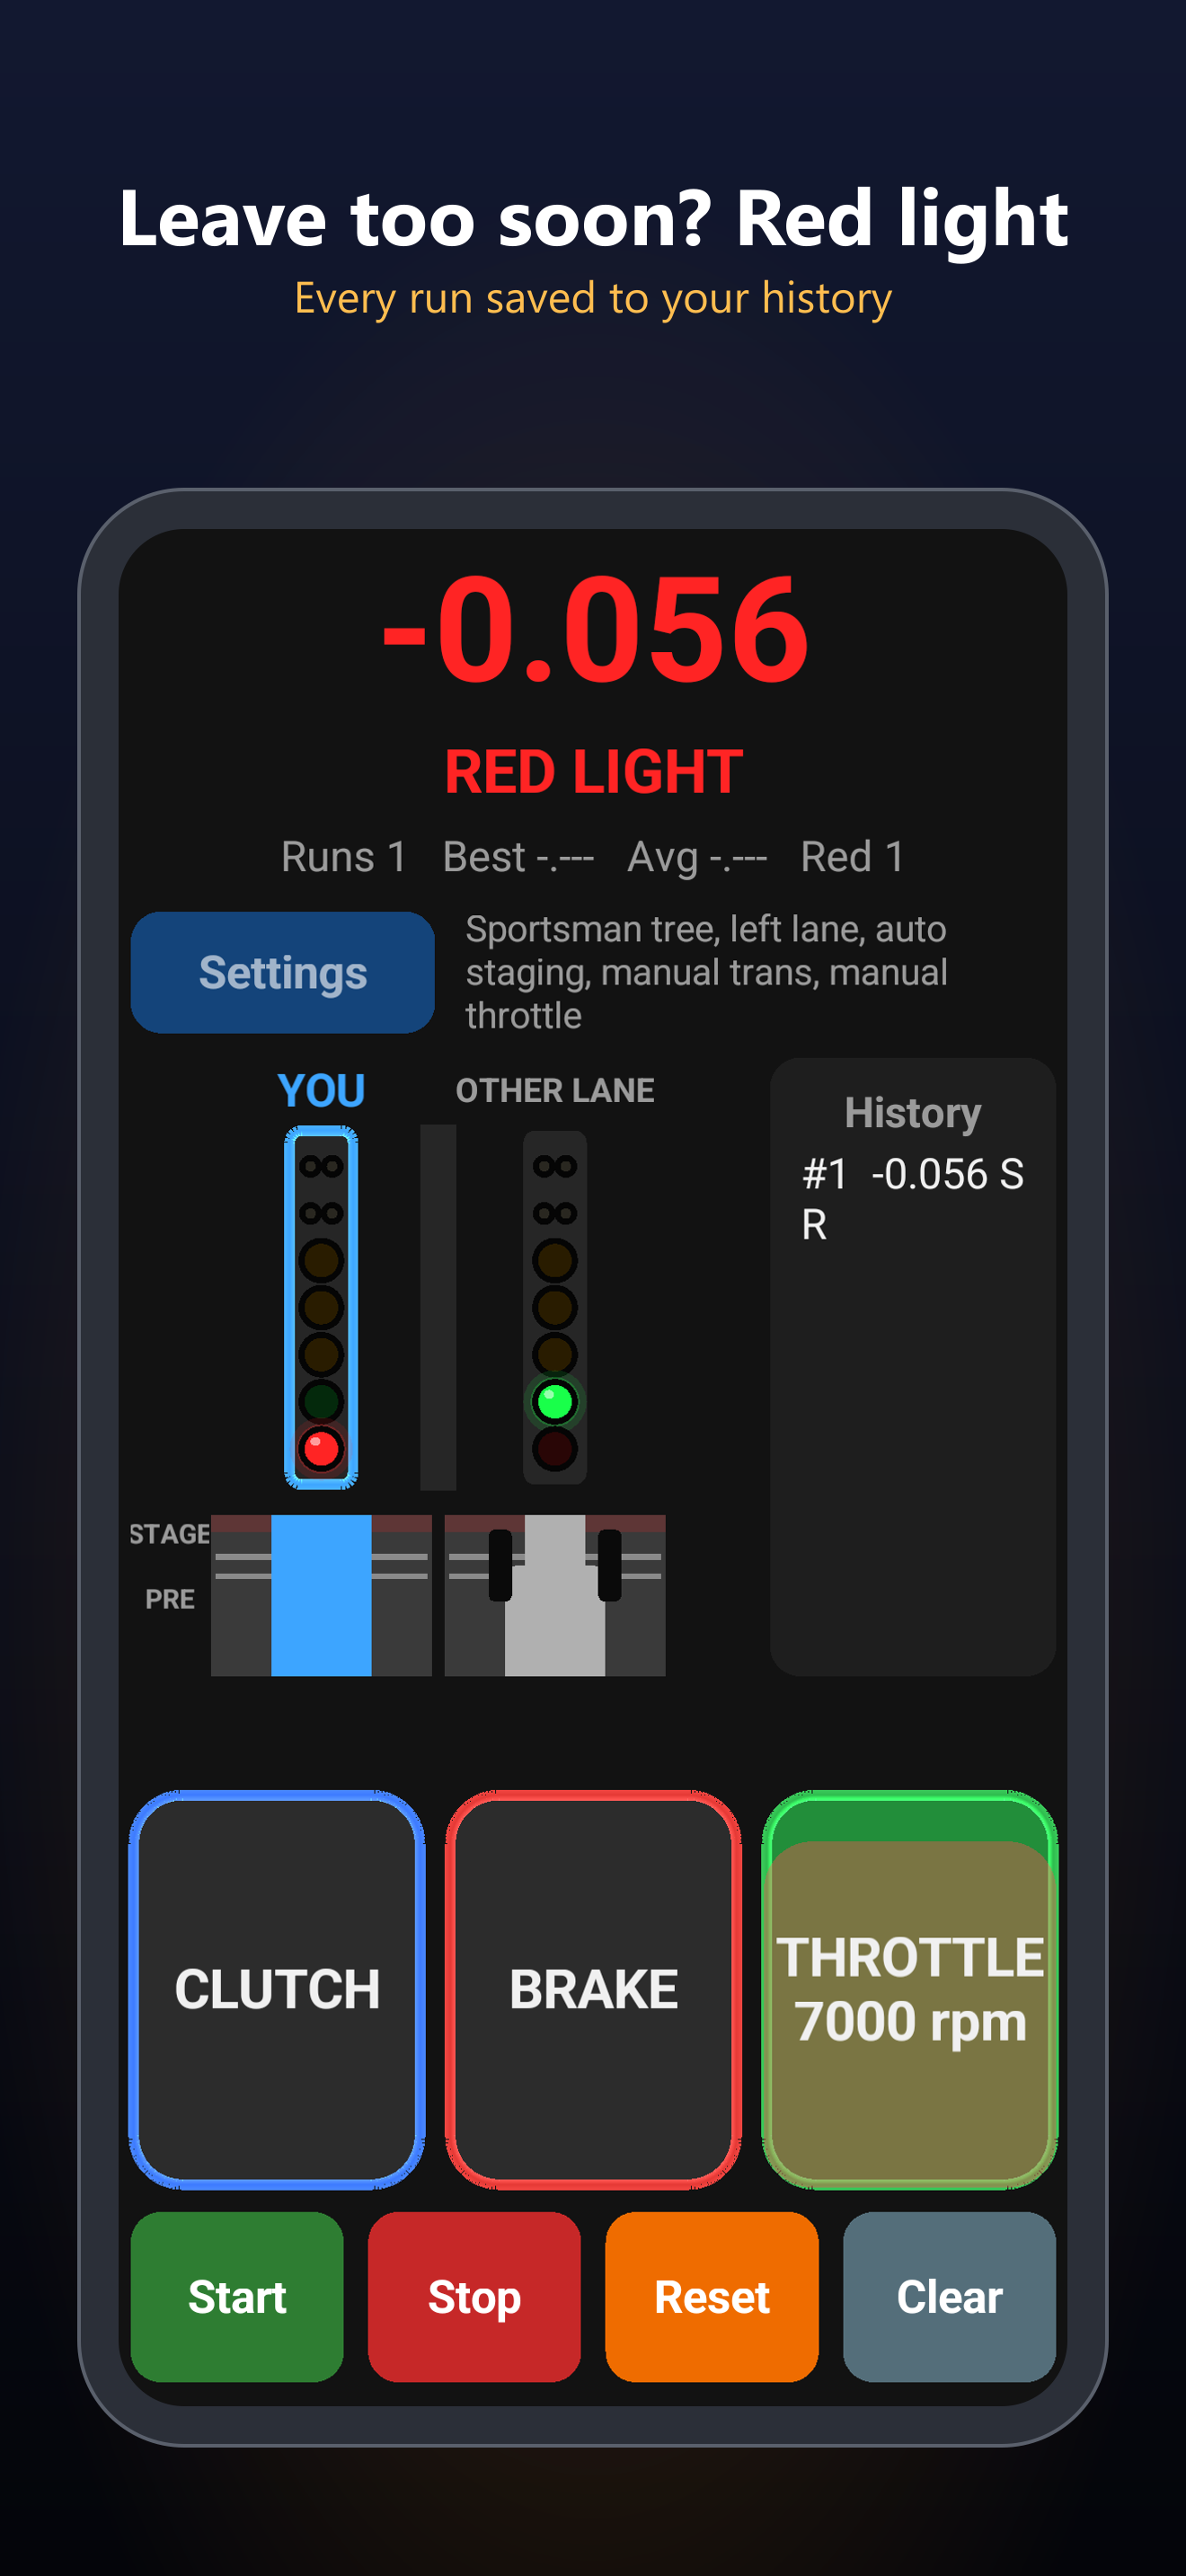 Leave too soon? Red light
Every run saved to your history
-0.056
RED LIGHT
Runs 1 Best -.--- Avg -.--- Red 1
Settings
Sportsman tree, left lane, auto
staging, manual trans, manual
throttle
YOU
OTHER LANE
History
#1 -0.056 S
R
STAGE
PRE
CLUTCH
BRAKE
THROTTLE
7000 rpm
Start
Stop
Reset
Clear